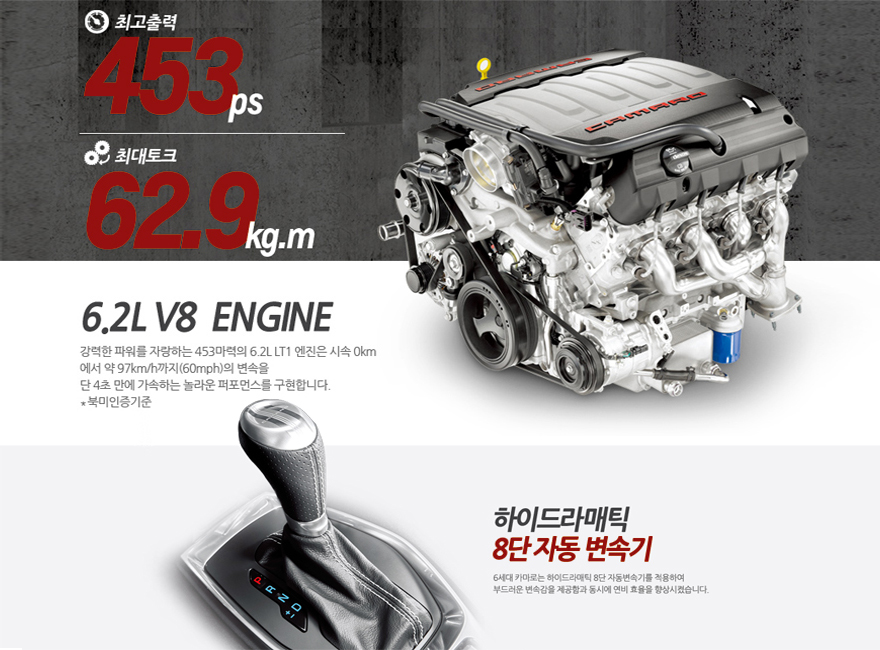 최고출력
453ps
최대토크
62.9kg.m
CAMARO
CAMARO
6.2L V8 ENGINE
강력한 파워를 자랑하는 453마력의 6.2L LT1 엔진은 시속 0km
에서 약 97km/h까지(60mph)의 변속을
단 4초 만에 가속하는 놀라운 퍼포먼스를 구현합니다.
*북미인증기준
하이드라매틱
8단 자동 변속기
6세대 카마로는 하이드라매틱 8단 자동변속기를 적용하여
부드러운 변속감을 제공함과 동시에 연비 효율을 향상시켰습니다.
P
R
N
D
+-